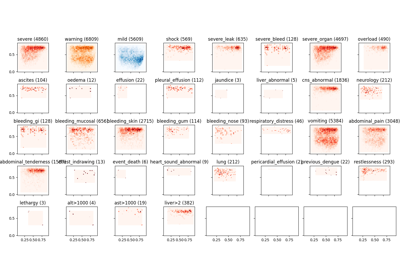 severe (4860) warning (6809) mild (5609) shock (569) severe_leak (635) severe_bleed (128) severe_organ (4697) overload (490)
ascites (104) oedema (12) effusion (22) pleural_effusion (112) jaundice (3) liver_abnormal (5) cns_abnormal (1836) neurology (212)
bleeding_gi (128) bleeding_mucosal (656) bleeding_skin (2715) bleeding_gum (114) bleeding_nose (93) respiratory_distress (46) vomiting (5384) abdominal_pain (3048)
abdominal_tenderness event_death (6) heart_sound_abnormal (9) lung (212) pericardial_effusion (2) previous_dengue (22) restlessness (293)
lethargy (3) alt>1000 (4) ast>1000 (19) liver>2 (382)
0.5
0.0
0.5
0.0
0.5
0.0
0.5
0.0
0.5
0.0
0.25 0.50 0.75 0.25 0.50 0.75 0.25 0.50 0.75 0.25 0.50 0.75 0.25 0.50 0.75 0.25 0.50 0.75 0.25 0.50 0.75 0.25 0.50 0.75